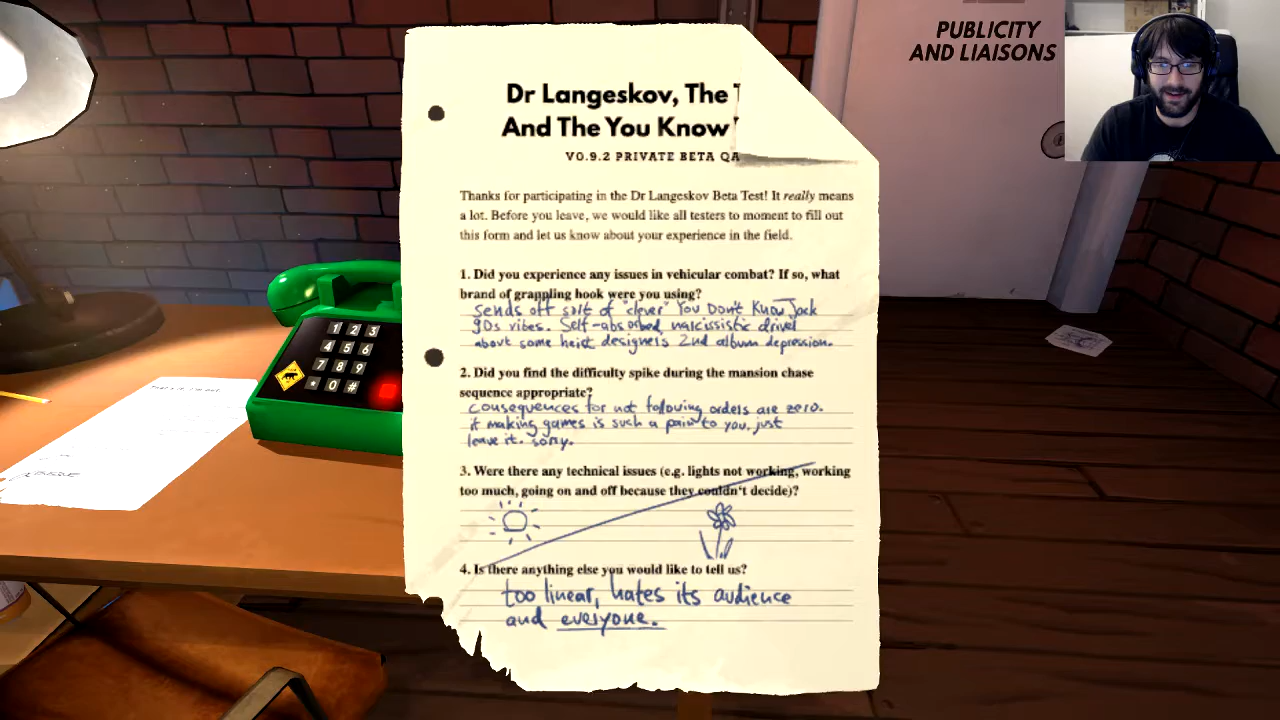 PUBLICITY
AND LIAISONS
Dr Langeskov, The
And The You Know
V0.9.2 PRIVATE BETA QA
Thanks for participating in the Dr Langeskov Beta Test! It really means
a lot. Before you leave, we would like all testers to moment to fill out
this form and let us know about your experience in the field.
1. Did you experience any issues in vehicular combat? If so, what
brand of grappling hook were you using?
Sends off sort of "clever" You Don't Know Jack
90s vibes. Self-absorbed, narcissistic drivel
about some heist designer's 2nd album depression.
2. Did you find the difficulty spike during the mansion chase
sequence appropriate?
consequences for not following orders are zero.
if making games is such a pain to you, just
leave it. sorry.
3. Were there any technical issues (e.g. lights not working, working
too much, going on and off because they couldn't decide)?
4. Is there anything else you would like to tell us?
too linear, hates its audience
and everyone.
1 2 3
4 5 6
7 8 9
* 0 #